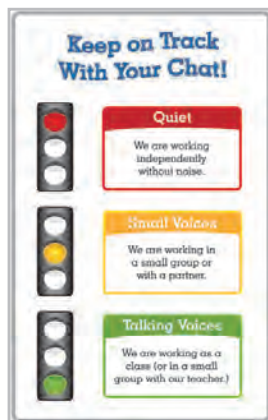 Keep on Track
With Your Chat!
Quiet
We are working
independently
without noise.
Small Voices
We are working in
a small group or
with a partner.
Talking Voices
We are working as a
class (or in a small
group with our teacher.)